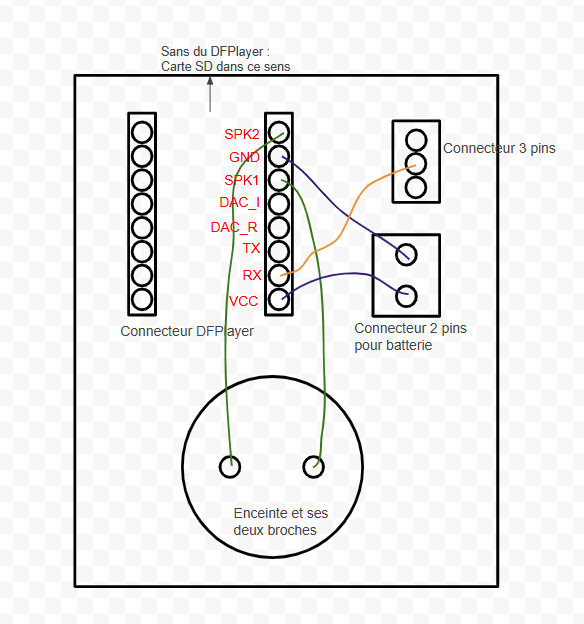 Sans du DFPlayer :
Carte SD dans ce sens
SPK2
GND
SPK1
DAC_I
DAC_R
TX
RX
VCC
Connecteur 3 pins
Connecteur DFPlayer
Connecteur 2 pins
pour batterie
Enceinte et ses
deux broches